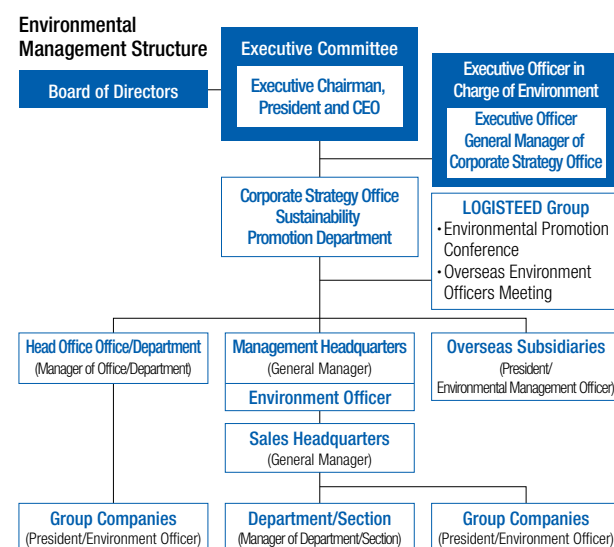 Environmental
Management Structure
Board of Directors
Executive Committee
Executive Chairman,
President and CEO
Executive Officer in
Charge of Environment
Executive Officer
General Manager of
Corporate Strategy Office
Corporate Strategy Office
Sustainability
Promotion Department
LOGISTEED Group
・Environmental Promotion
Conference
・Overseas Environment
Officers Meeting
Head Office Office/Department
(Manager of Office/Department)
Management Headquarters
(General Manager)
Environment Officer
Overseas Subsidiaries
(President/
Environmental Management Officer)
Sales Headquarters
(General Manager)
Group Companies
(President/Environment Officer)
Department/Section
(Manager of Department/Section)
Group Companies
(President/Environment Officer)